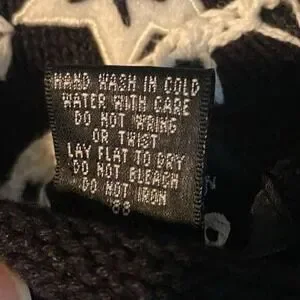 HAND WASH IN COLD
WATER WITH CARE
DO NOT WRING
OR TWIST
LAY FLAT TO DRY
DO NOT BLEACH
DO NOT IRON
88